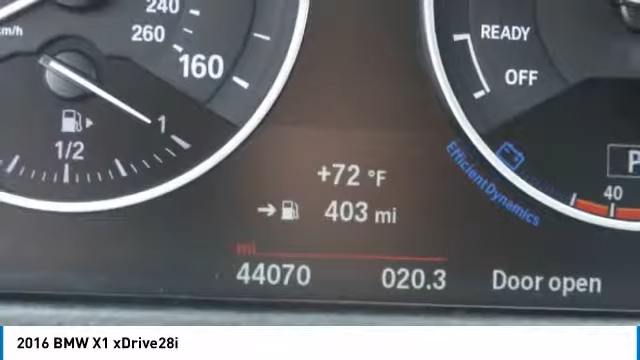 240
km/h
260
160
1/2
1
READY
OFF
EfficientDynamics
P
40
+72 °F
403 mi
mi
44070 020.3 Door open
2016 BMW X1 xDrive28i